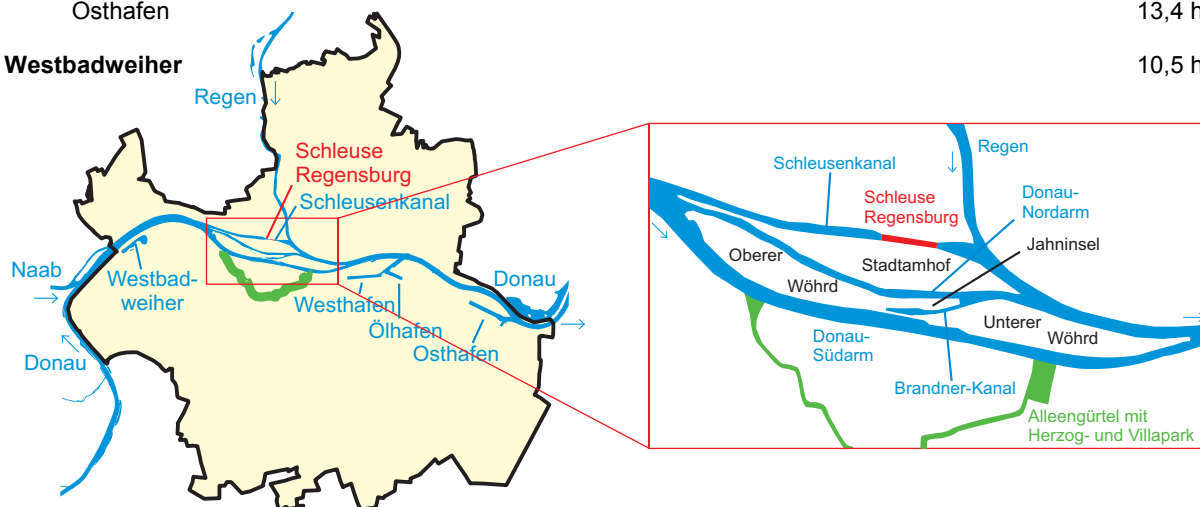 Osthafen 13,4 h
Westbadweiher 10,5 h
Regen
Schleuse
Regensburg
Schleusenkanal
Naab
Westbad-
weiher
Donau
Westhafen
Ölhafen
Osthafen
Donau
Schleusenkanal
Regen
Schleuse
Regensburg
Donau-
Nordarm
Jahninsel
Oberer
Wöhrd
Stadtamhof
Unterer
Wöhrd
Donau-
Südarm
Brandner-Kanal
Alleengürtel mit
Herzog- und Villapark